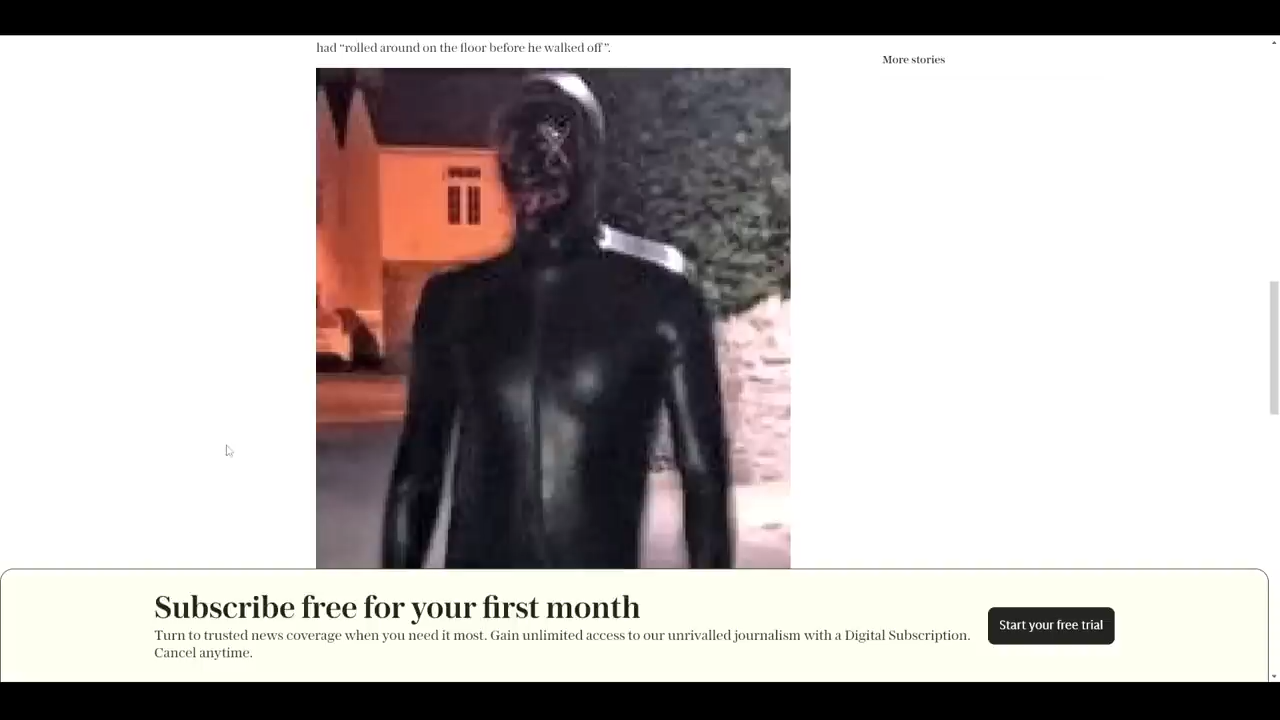 had “rolled around on the floor before he walked off”.
More stories
Subscribe free for your first month
Turn to trusted news coverage when you need it most. Gain unlimited access to our unrivalled journalism with a Digital Subscription.
Cancel anytime.
Start your free trial